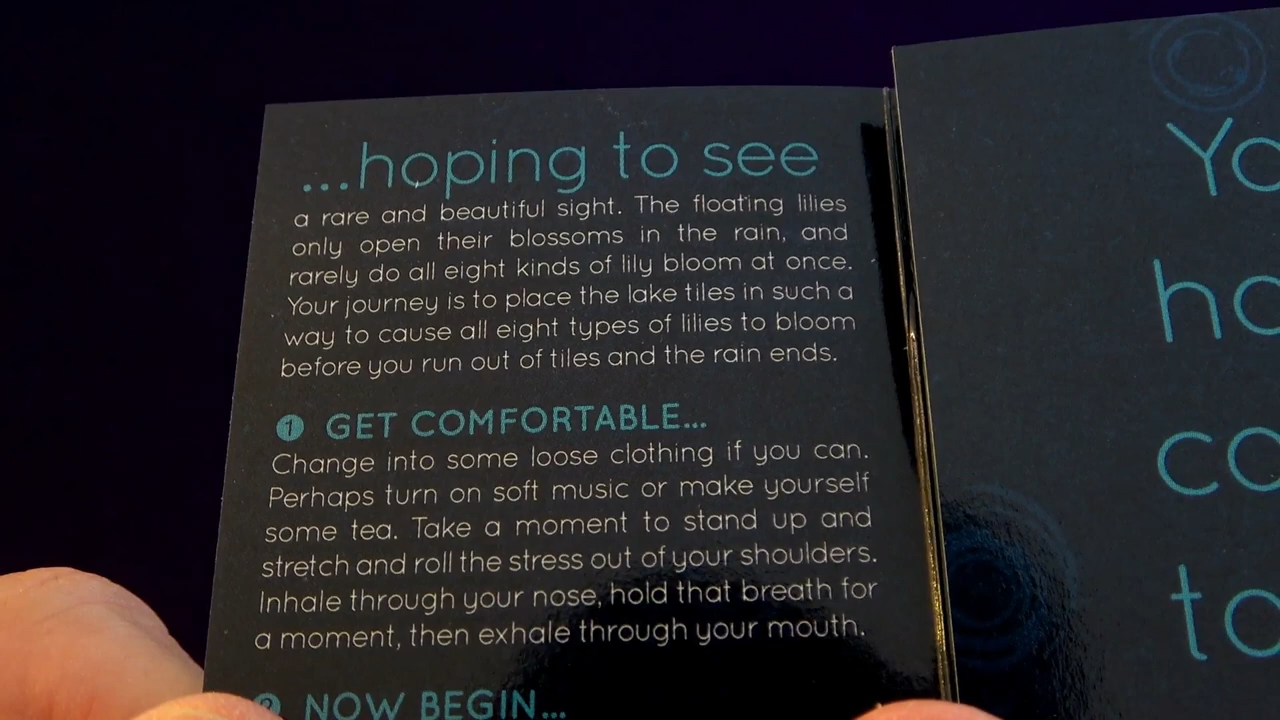 ...hoping to see
a rare and beautiful sight. The floating lilies
only open their blossoms in the rain, and
rarely do all eight kinds of lily bloom at once.
Your journey is to place the lake tiles in such a
way to cause all eight types of lilies to bloom
before you run out of tiles and the rain ends.
1 GET COMFORTABLE...
Change into some loose clothing if you can.
Perhaps turn on soft music or make yourself
some tea. Take a moment to stand up and
stretch and roll the stress out of your shoulders.
Inhale through your nose, hold that breath for
a moment, then exhale through your mouth.
2 NOW BEGIN...
to